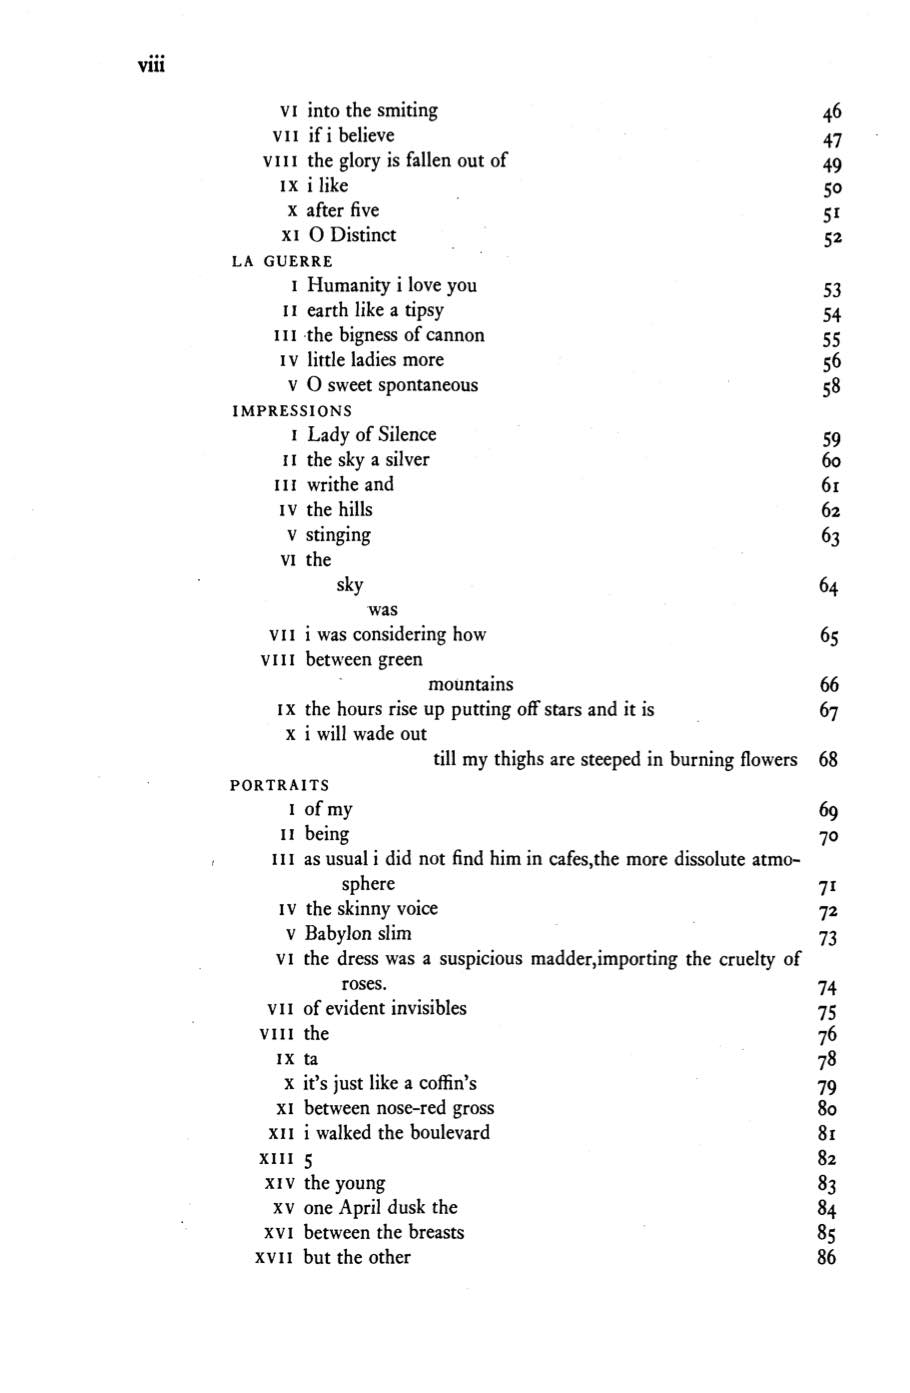 viii
VI into the smiting 46
VII if i believe 47
VIII the glory is fallen out of 49
IX i like 50
X after five 51
XI O Distinct 52
LA GUERRE
I Humanity i love you 53
II earth like a tipsy 54
III the bigness of cannon 55
IV little ladies more 56
V O sweet spontaneous 58
IMPRESSIONS
I Lady of Silence 59
II the sky a silver 60
III writhe and 61
IV the hills 62
V stinging 63
VI the
sky 64
was
VII i was considering how 65
VIII between green
mountains 66
IX the hours rise up putting off stars and it is 67
X i will wade out
till my thighs are steeped in burning flowers 68
PORTRAITS
I of my 69
II being 70
III as usual i did not find him in cafes,the more dissolute atmo-
sphere 71
IV the skinny voice 72
V Babylon slim 73
VI the dress was a suspicious madder,importing the cruelty of
roses. 74
VII of evident invisibles 75
VIII the 76
IX ta 78
X it's just like a coffin's 79
XI between nose-red gross 80
XII i walked the boulevard 81
XIII 5 82
XIV the young 83
XV one April dusk the 84
XVI between the breasts 85
XVII but the other 86